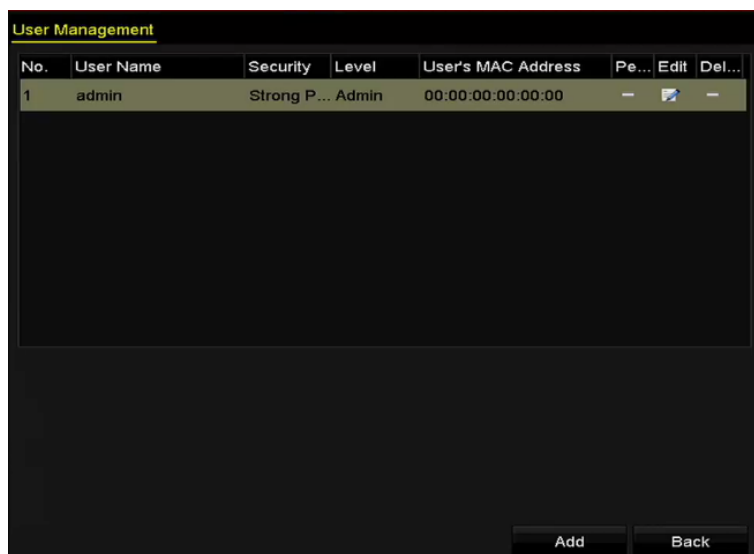 User Management
No. User Name Security Level User's MAC Address Pe... Edit Del...
1 admin Strong P... Admin 00:00:00:00:00:00 – –
Add Back